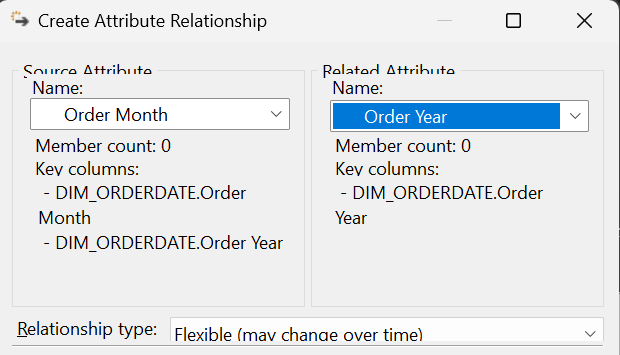 Create Attribute Relationship
Source Attribute
Name:
Order Month
Member count: 0
Key columns:
- DIM_ORDERDATE.Order
Month
- DIM_ORDERDATE.Order Year
Related Attribute
Name:
Order Year
Member count: 0
Key columns:
- DIM_ORDERDATE.Order
Year
Relationship type:
Flexible (may change over time)